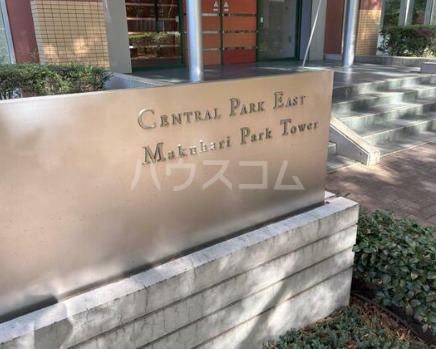 Central Park East
Makuhari Park Tower
ハウスコム